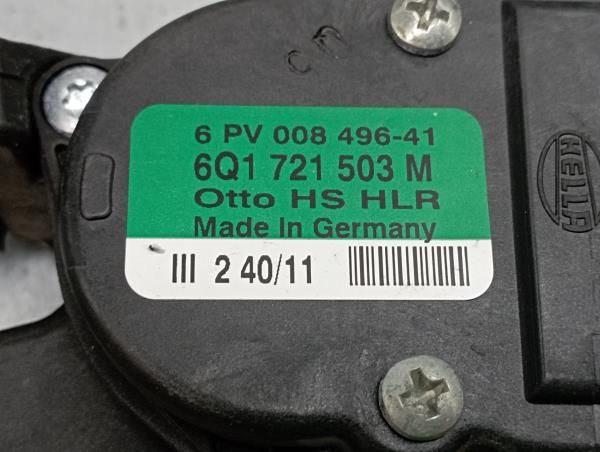 6 PV 008 496-41
6Q1 721 503 M
Otto HS HLR
Made In Germany
III 2 40/11
HELLA